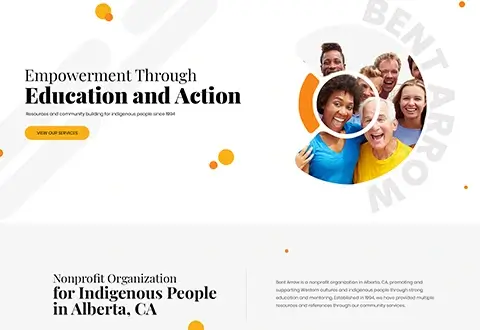 Empowerment Through
Education and Action
Resources and community building for indigenous people since 1994
VIEW OUR SERVICES
BENT ARROW
Nonprofit Organization
for Indigenous People
in Alberta, CA
Bent Arrow is a nonprofit organization in Alberta, CA, promoting and
supporting Western cultures and indigenous people through strong
education and mentoring. Established in 1994, we have provided multiple
resources and references through our community services.